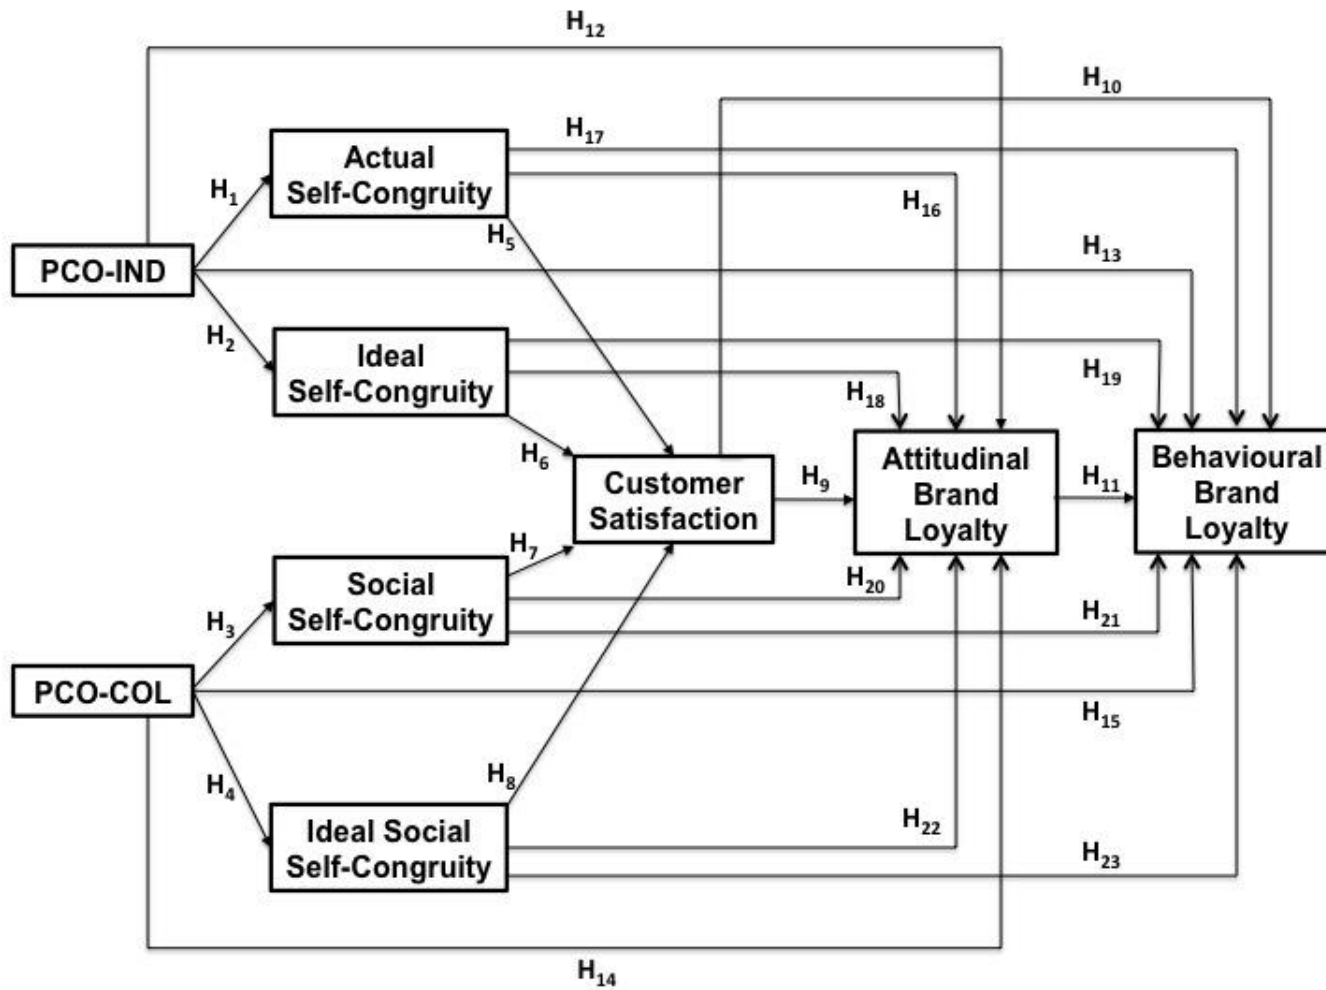 H12
H10
H17
Actual
Self-Congruity
H1
H16
H5
H13
PCO-IND
H2
Ideal
Self-Congruity
H19
H18
H6
Customer
Satisfaction
H9
Attitudinal
Brand
Loyalty
H11
Behavioural
Brand
Loyalty
H7
H20
Social
Self-Congruity
H3
H21
PCO-COL
H15
H4
H8
Ideal Social
Self-Congruity
H22
H23
H14